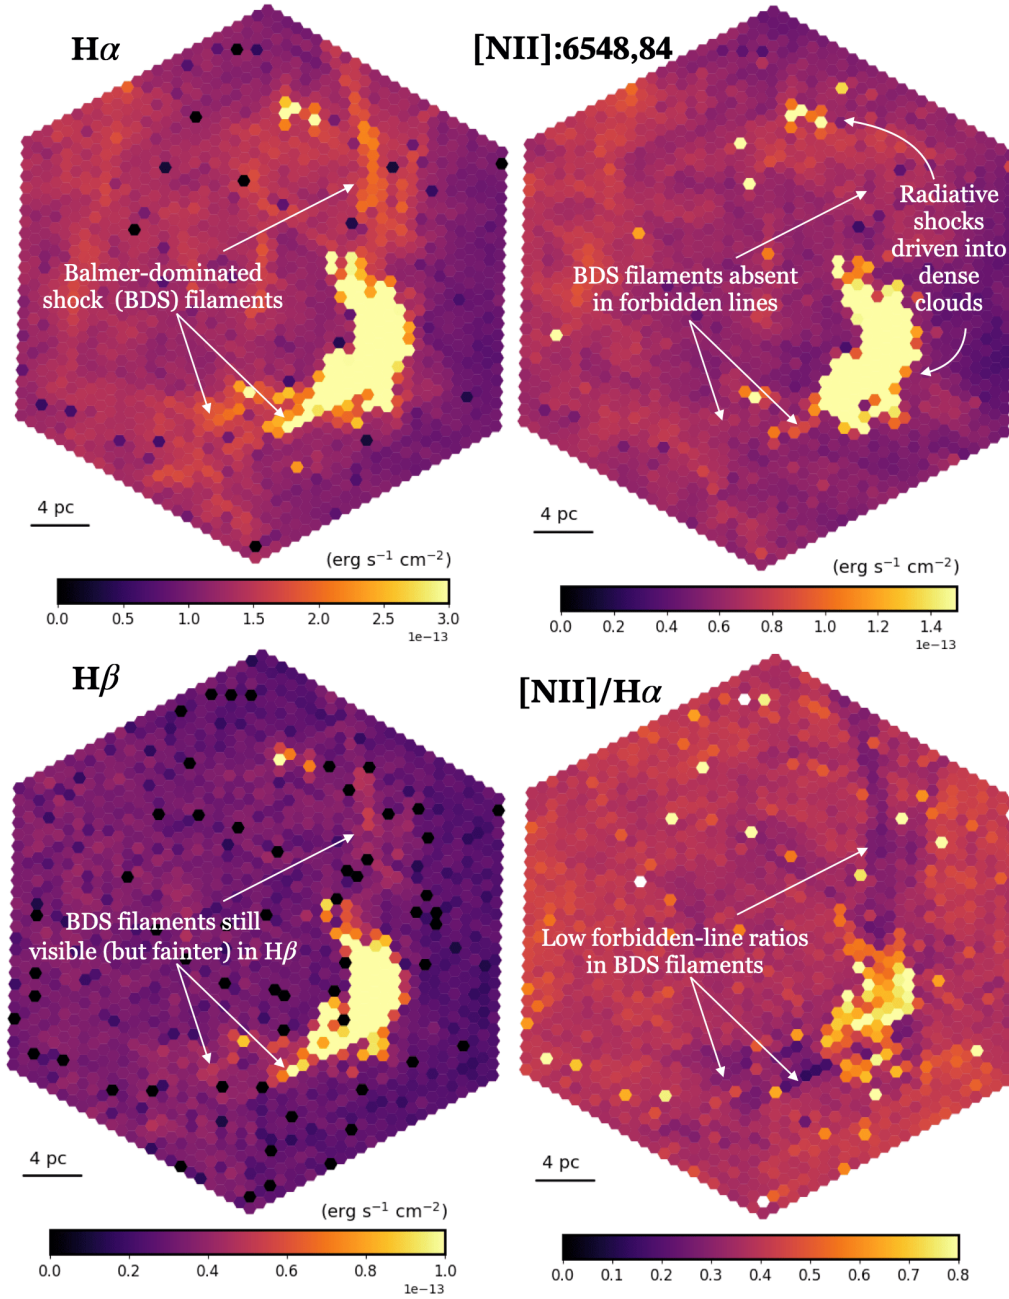 Hα
Balmer-dominated
shock (BDS) filaments
4 pc
(erg s⁻¹ cm⁻²)
0.0 0.5 1.0 1.5 2.0 2.5 3.0
1e−13
[NII]:6548,84
Radiative
shocks
driven into
dense
clouds
BDS filaments absent
in forbidden lines
4 pc
(erg s⁻¹ cm⁻²)
0.0 0.2 0.4 0.6 0.8 1.0 1.2 1.4
1e−13
Hβ
BDS filaments still
visible (but fainter) in Hβ
4 pc
(erg s⁻¹ cm⁻²)
0.0 0.2 0.4 0.6 0.8 1.0
1e−13
[NII]/Hα
Low forbidden-line ratios
in BDS filaments
4 pc
0.0 0.1 0.2 0.3 0.4 0.5 0.6 0.7 0.8